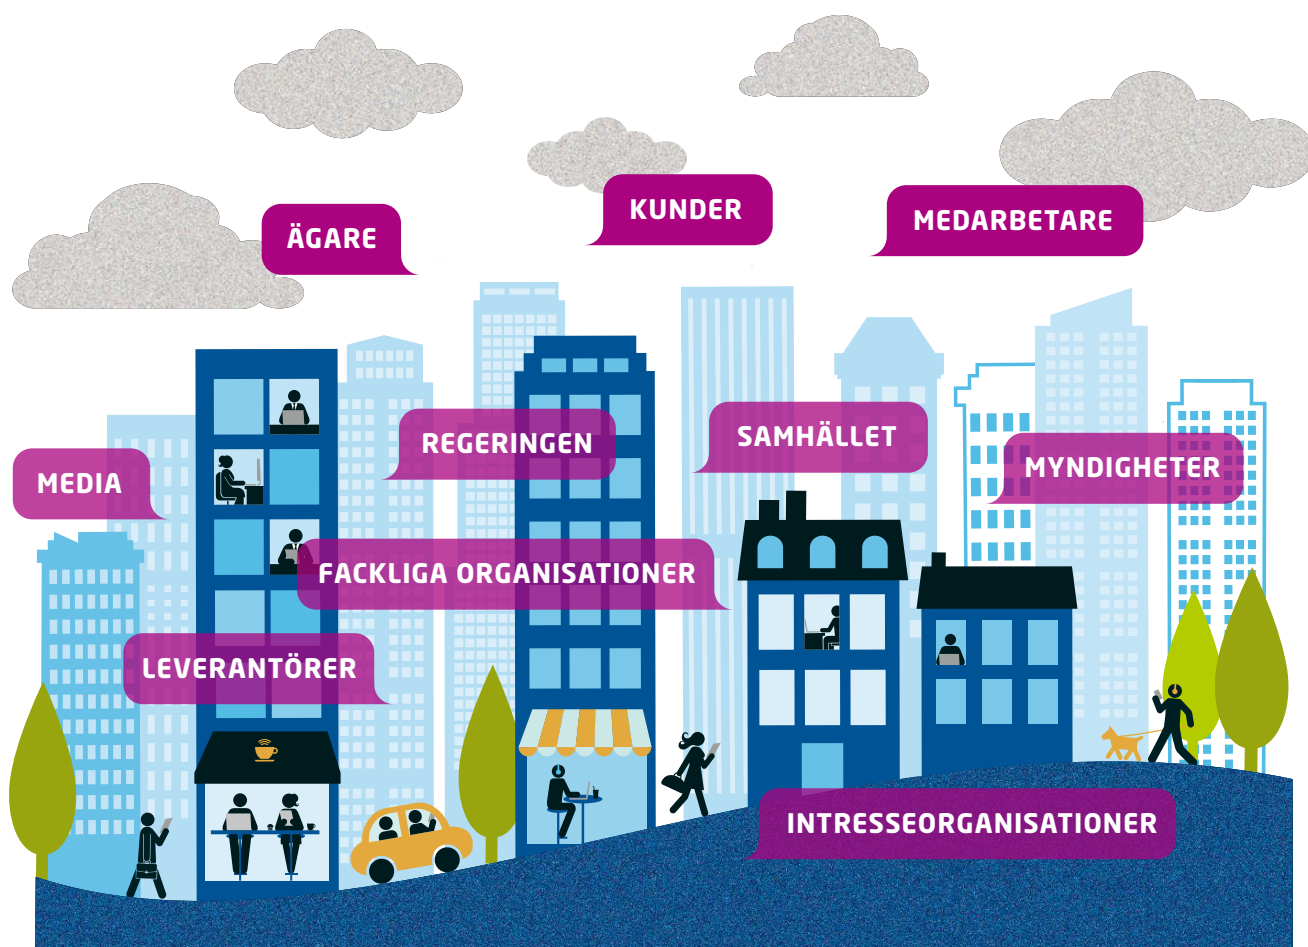 KUNDER
MEDARBETARE
ÄGARE
REGERINGEN
SAMHÄLLET
MYNDIGHETER
MEDIA
FACKLIGA ORGANISATIONER
LEVERANTÖRER
INTRESSEORGANISATIONER